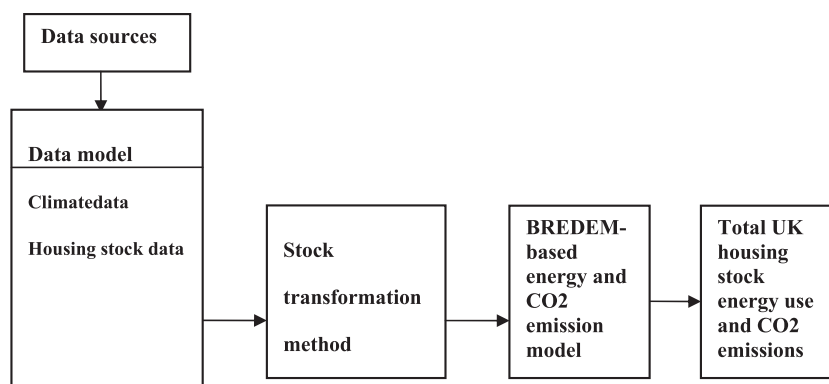 Data sources
Data model
Climatedata
Housing stock data
Stock
transformation
method
BREDEM-
based
energy and
CO2
emission
model
Total UK
housing
stock
energy use
and CO2
emissions